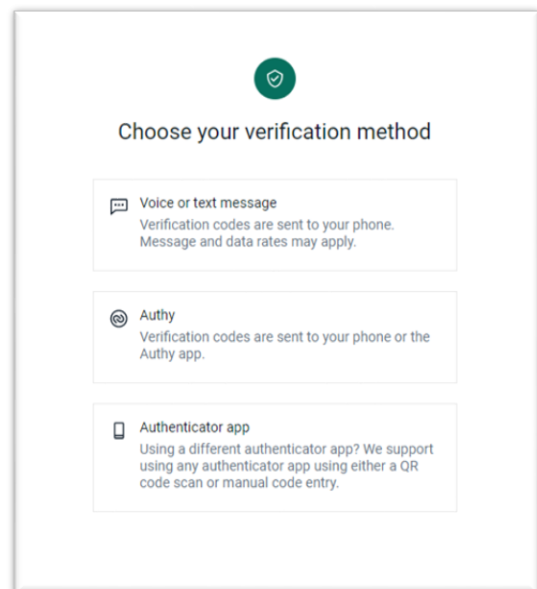 Choose your verification method
Voice or text message
Verification codes are sent to your phone.
Message and data rates may apply.
Authy
Verification codes are sent to your phone or the
Authy app.
Authenticator app
Using a different authenticator app? We support
using any authenticator app using either a QR
code scan or manual code entry.